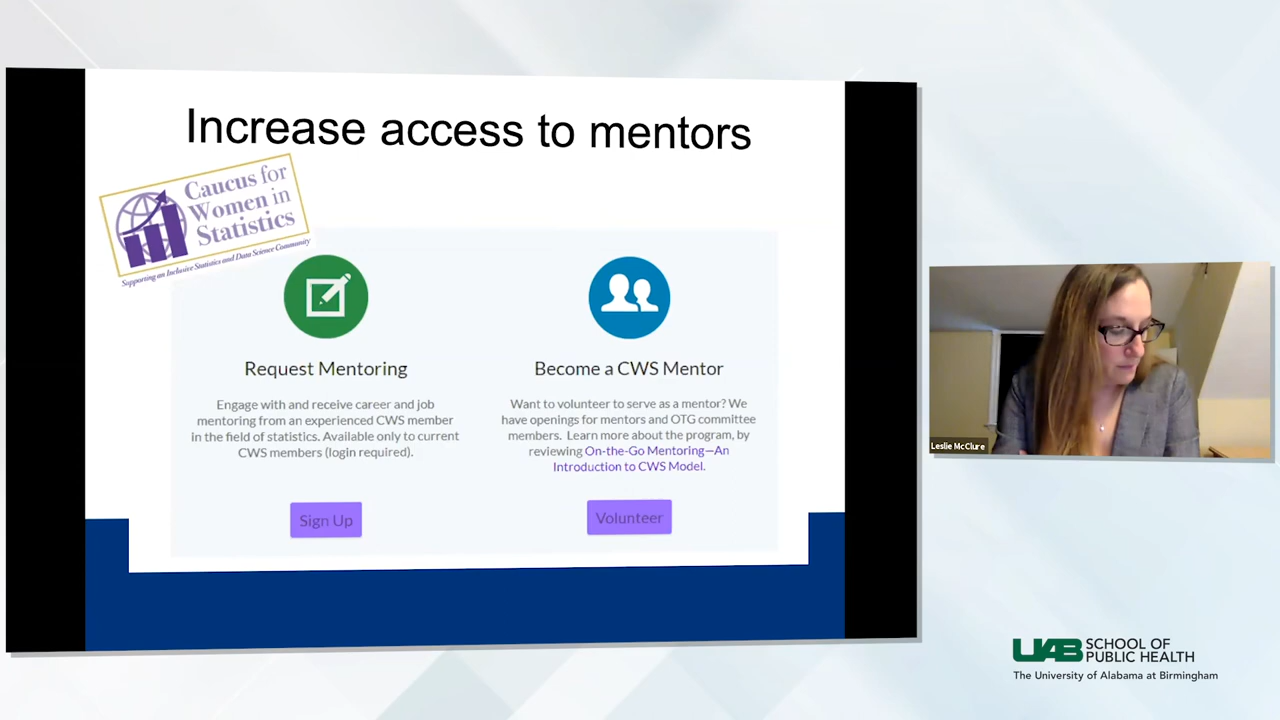 Increase access to mentors
Caucus for
Women in
Statistics
Supporting an Inclusive Statistics and Data Science Community
Request Mentoring
Engage with and receive career and job
mentoring from an experienced CWS member
in the field of statistics. Available only to current
CWS members (login required).
Sign Up
Become a CWS Mentor
Want to volunteer to serve as a mentor? We
have openings for mentors and OTG committee
members. Learn more about the program, by
reviewing On-the-Go Mentoring—An
Introduction to CWS Model.
Volunteer
Leslie McClure
UAB SCHOOL OF
PUBLIC HEALTH
The University of Alabama at Birmingham